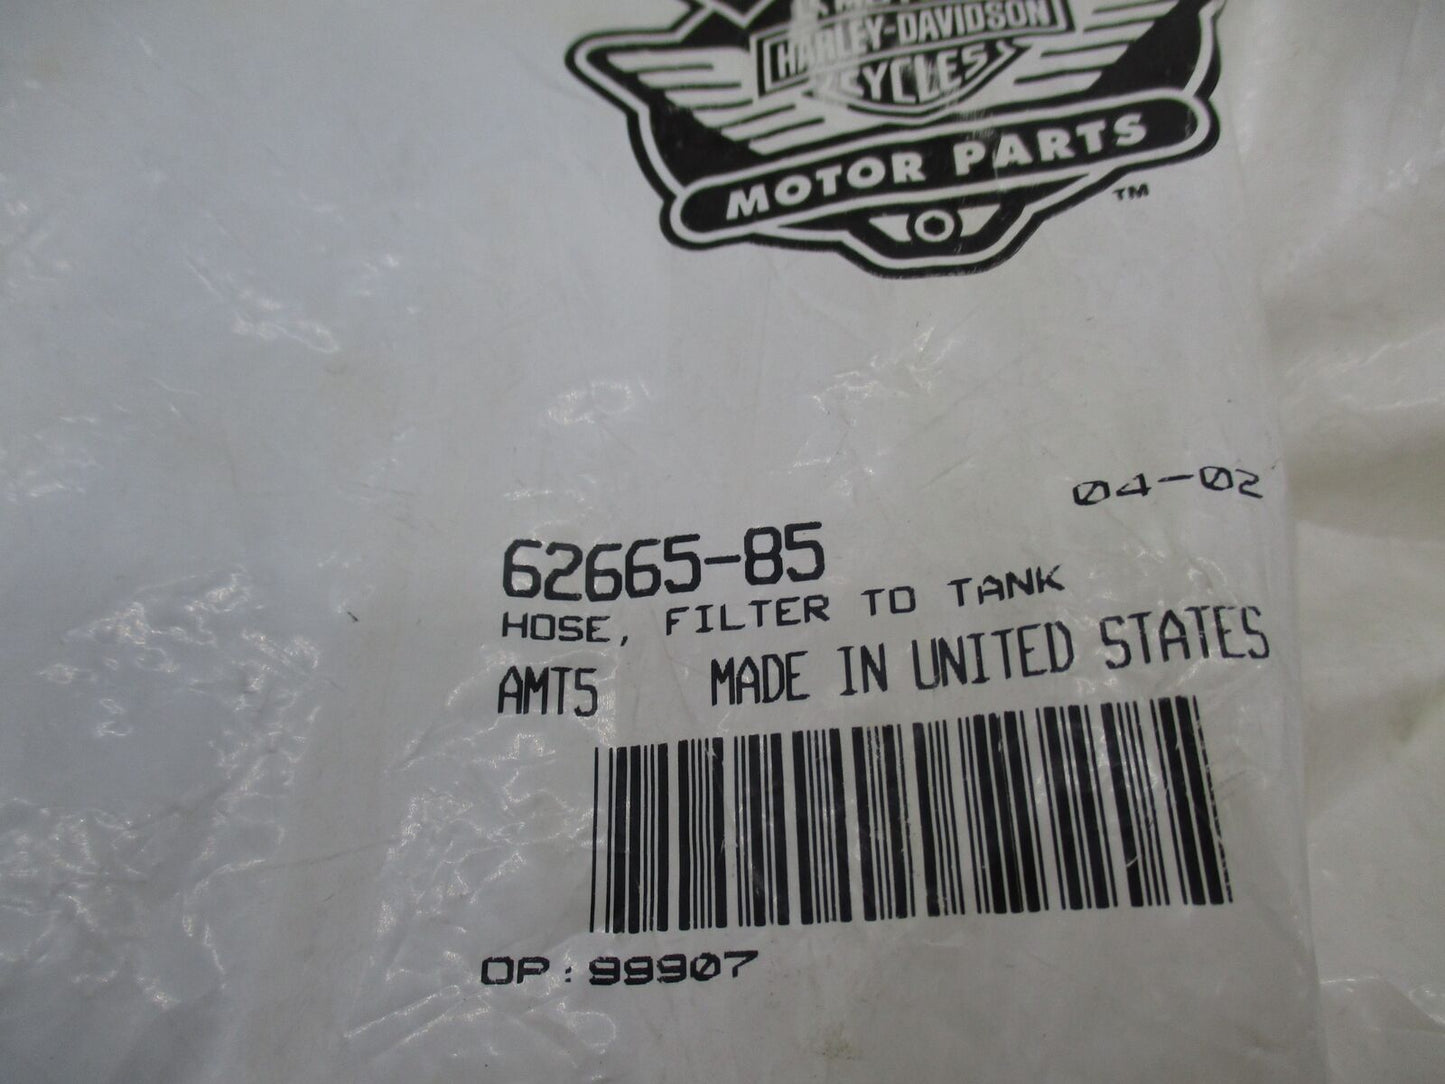 HARLEY-DAVIDSON
CYCLES
MOTOR PARTS
TM
04-02
62665-85
HOSE, FILTER TO TANK
AMT5 MADE IN UNITED STATES
OP: 99907